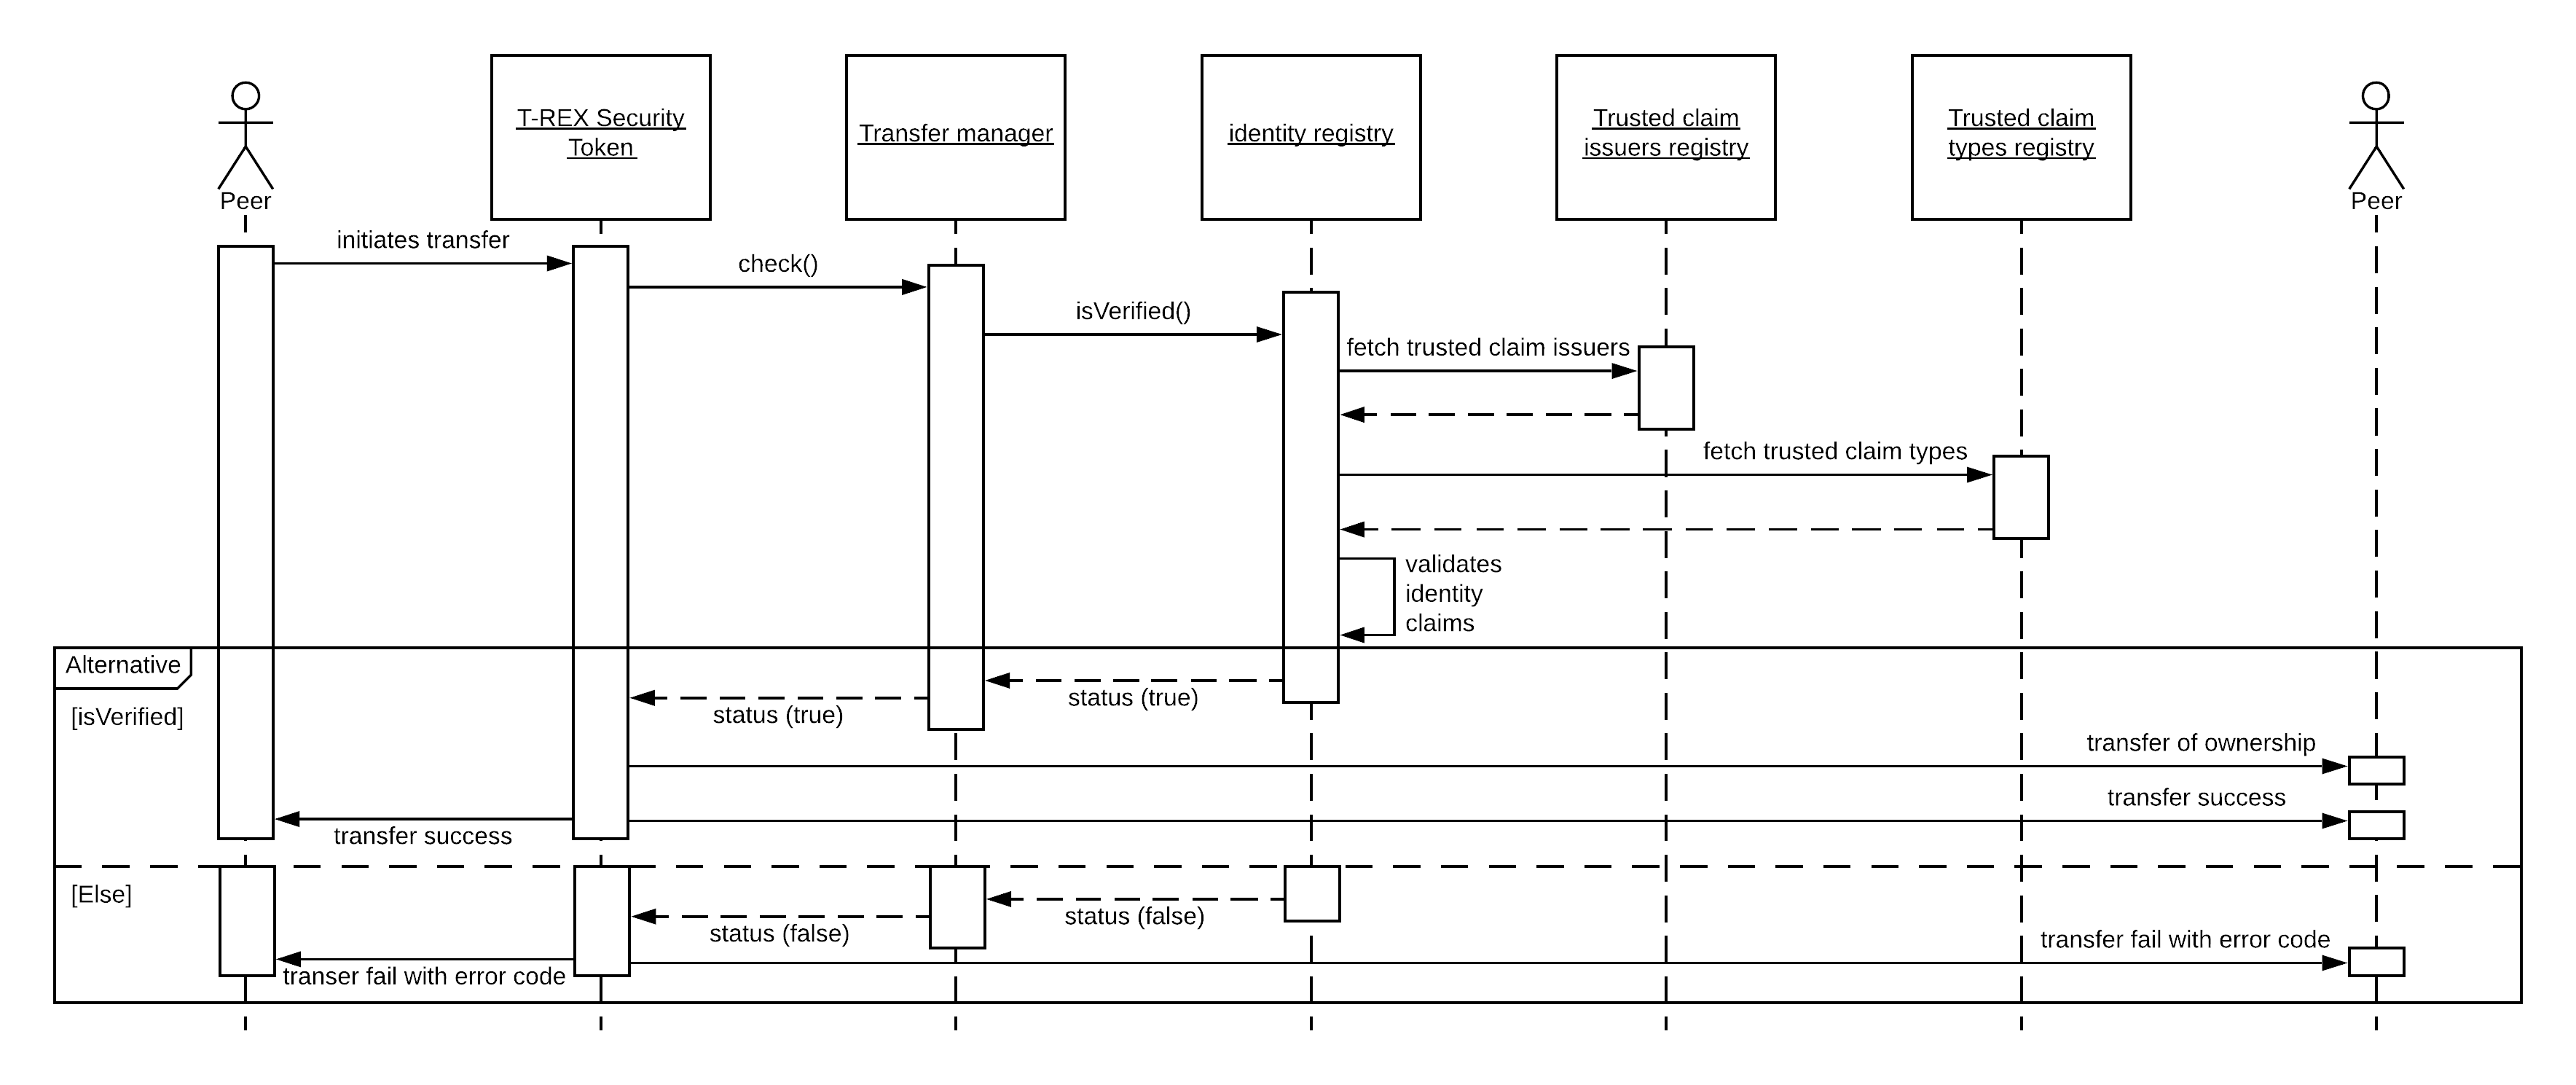 Peer
T-REX Security
Token
Transfer manager
identity registry
Trusted claim
issuers registry
Trusted claim
types registry
Peer
initiates transfer
check()
isVerified()
fetch trusted claim issuers
fetch trusted claim types
validates
identity
claims
Alternative
[isVerified]
status (true)
status (true)
transfer of ownership
transfer success
transfer success
[Else]
status (false)
status (false)
transfer fail with error code
transer fail with error code